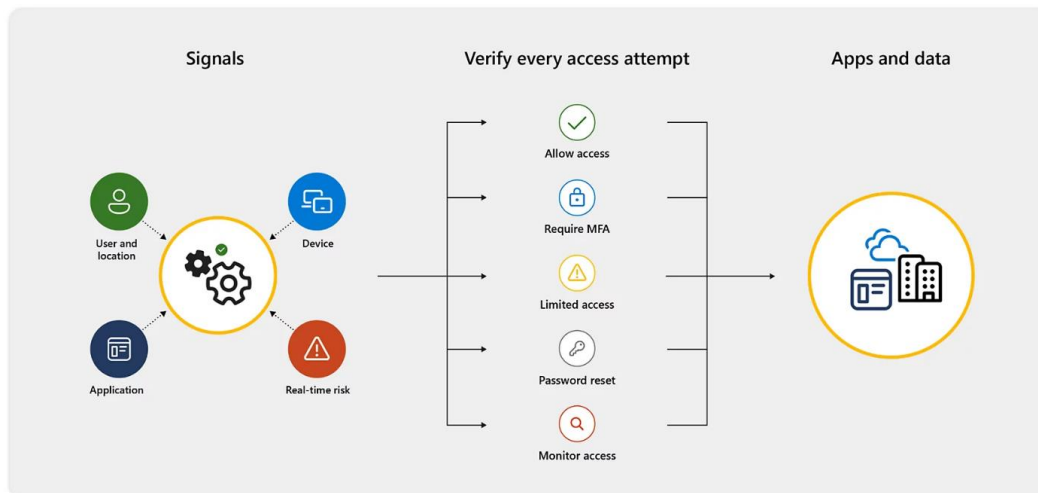 Signals
Verify every access attempt
Apps and data
User and
location
Device
Application
Real-time risk
Allow access
Require MFA
Limited access
Password reset
Monitor access